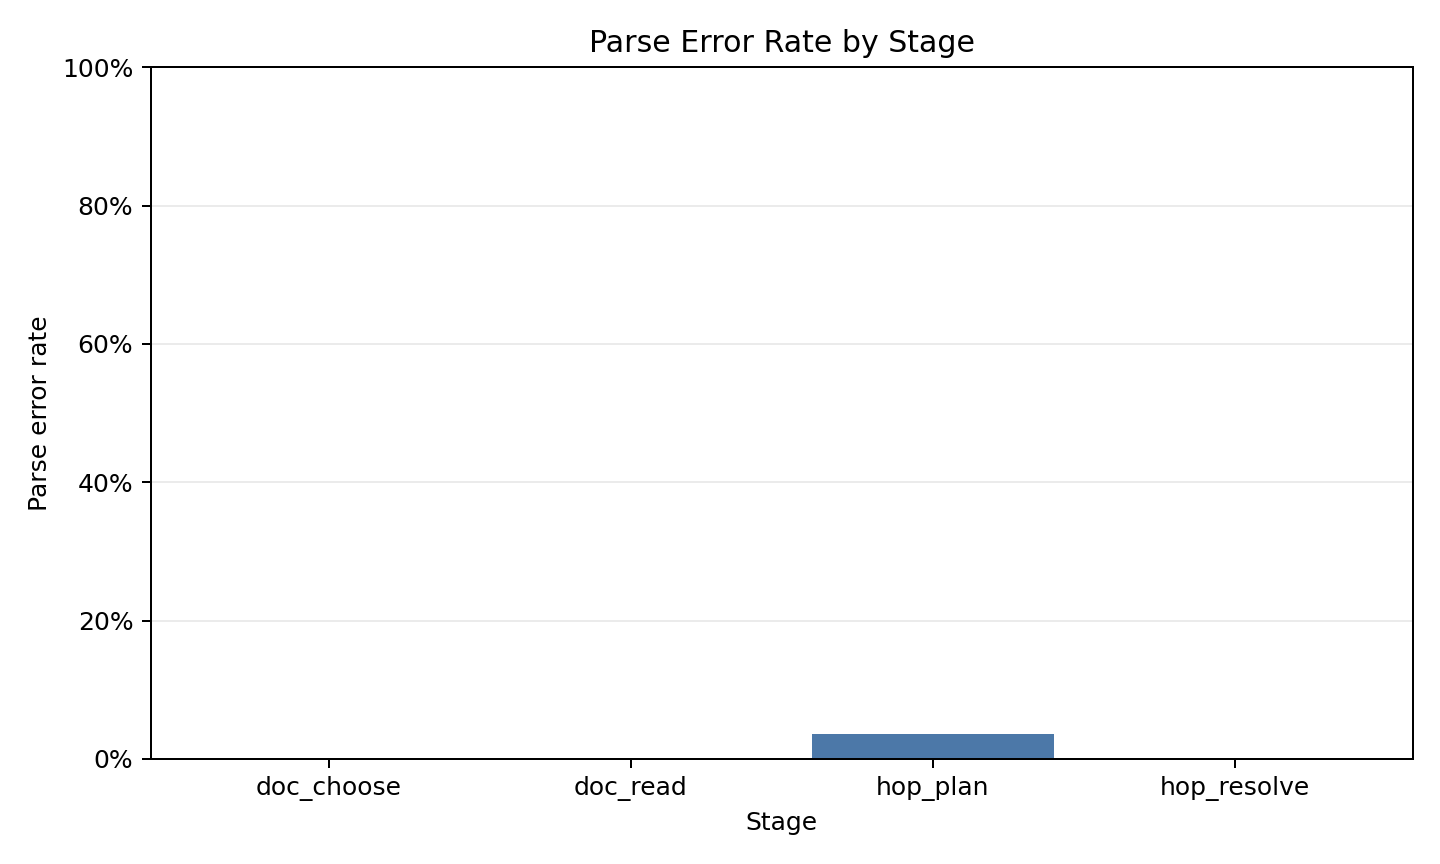 Parse Error Rate by Stage
100%
80%
60%
40%
20%
0%
Parse error rate
doc_choose doc_read hop_plan hop_resolve
Stage